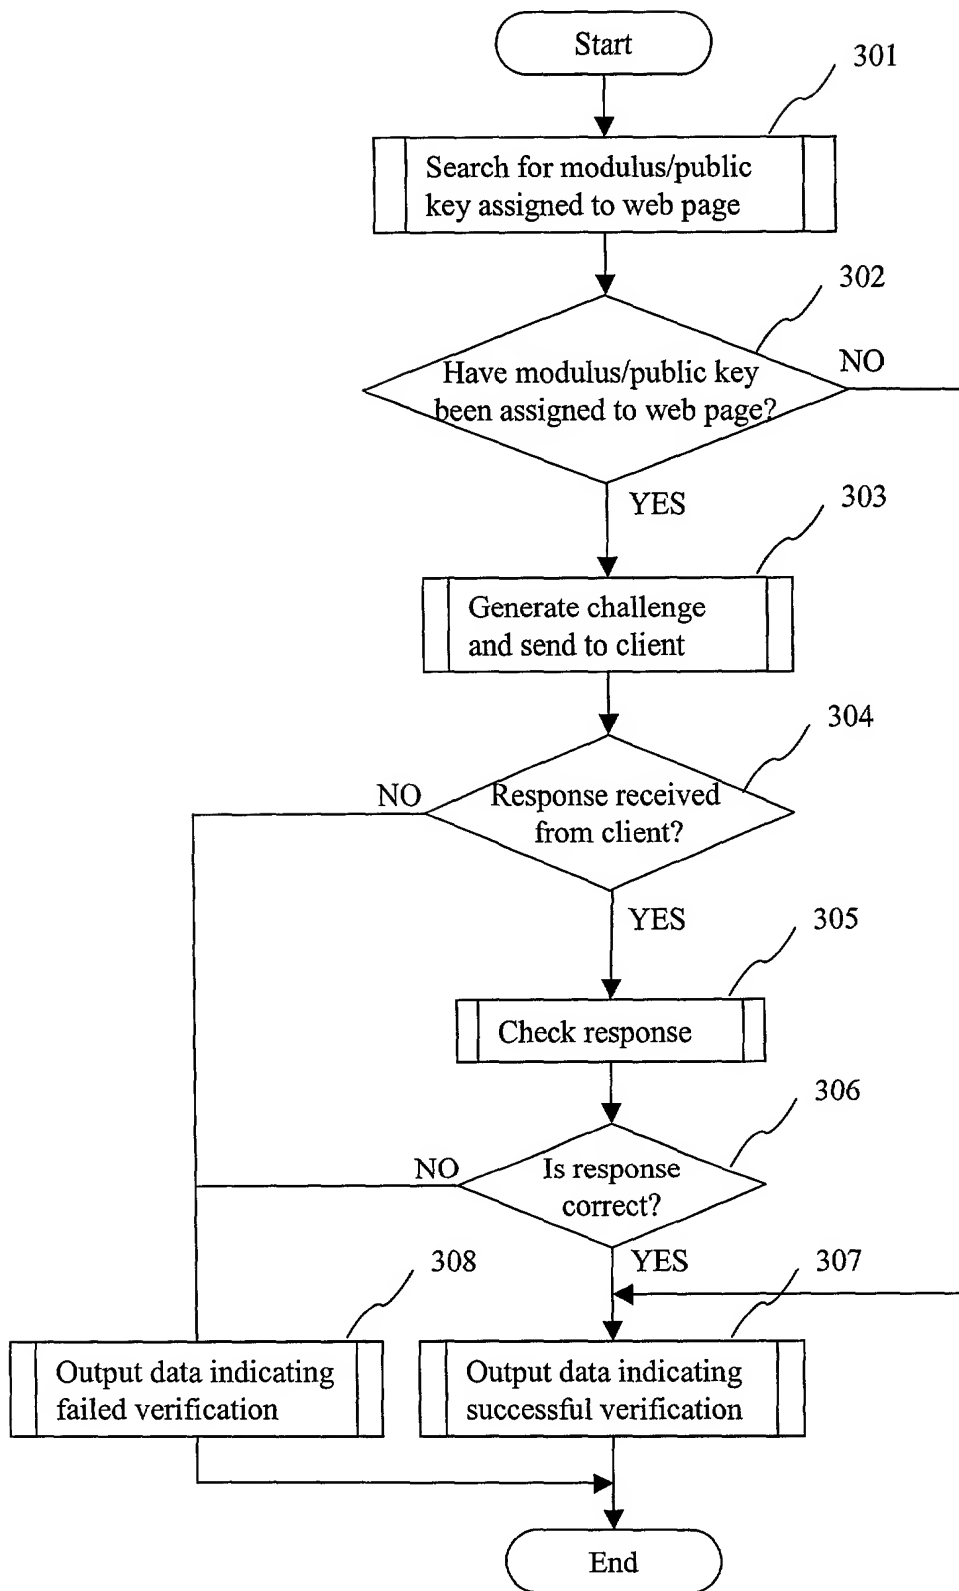 Start
301
Search for modulus/public
key assigned to web page
302
NO
Have modulus/public key
been assigned to web page?
YES
303
Generate challenge
and send to client
304
NO
Response received
from client?
YES
305
Check response
306
NO
Is response
correct?
YES
308
307
Output data indicating
failed verification
Output data indicating
successful verification
End